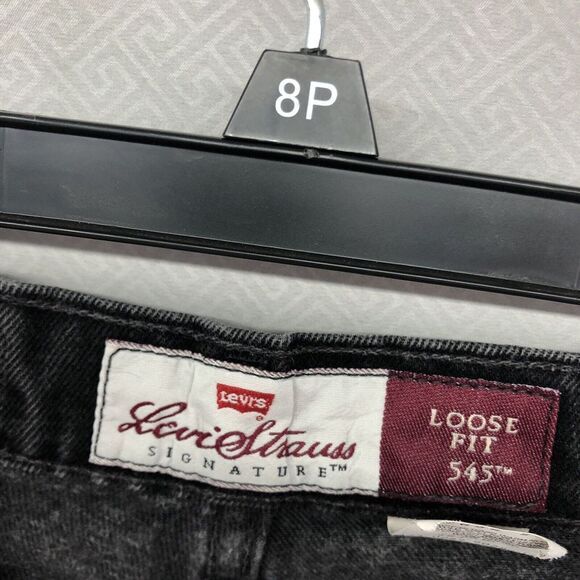 8P
Levi's
®
Levi Strauss
SIGNATURE™
LOOSE
FIT
545™